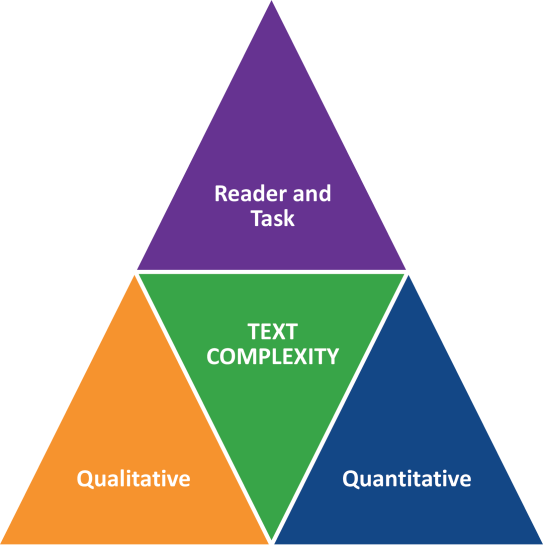 Reader and
Task
TEXT
COMPLEXITY
Qualitative
Quantitative